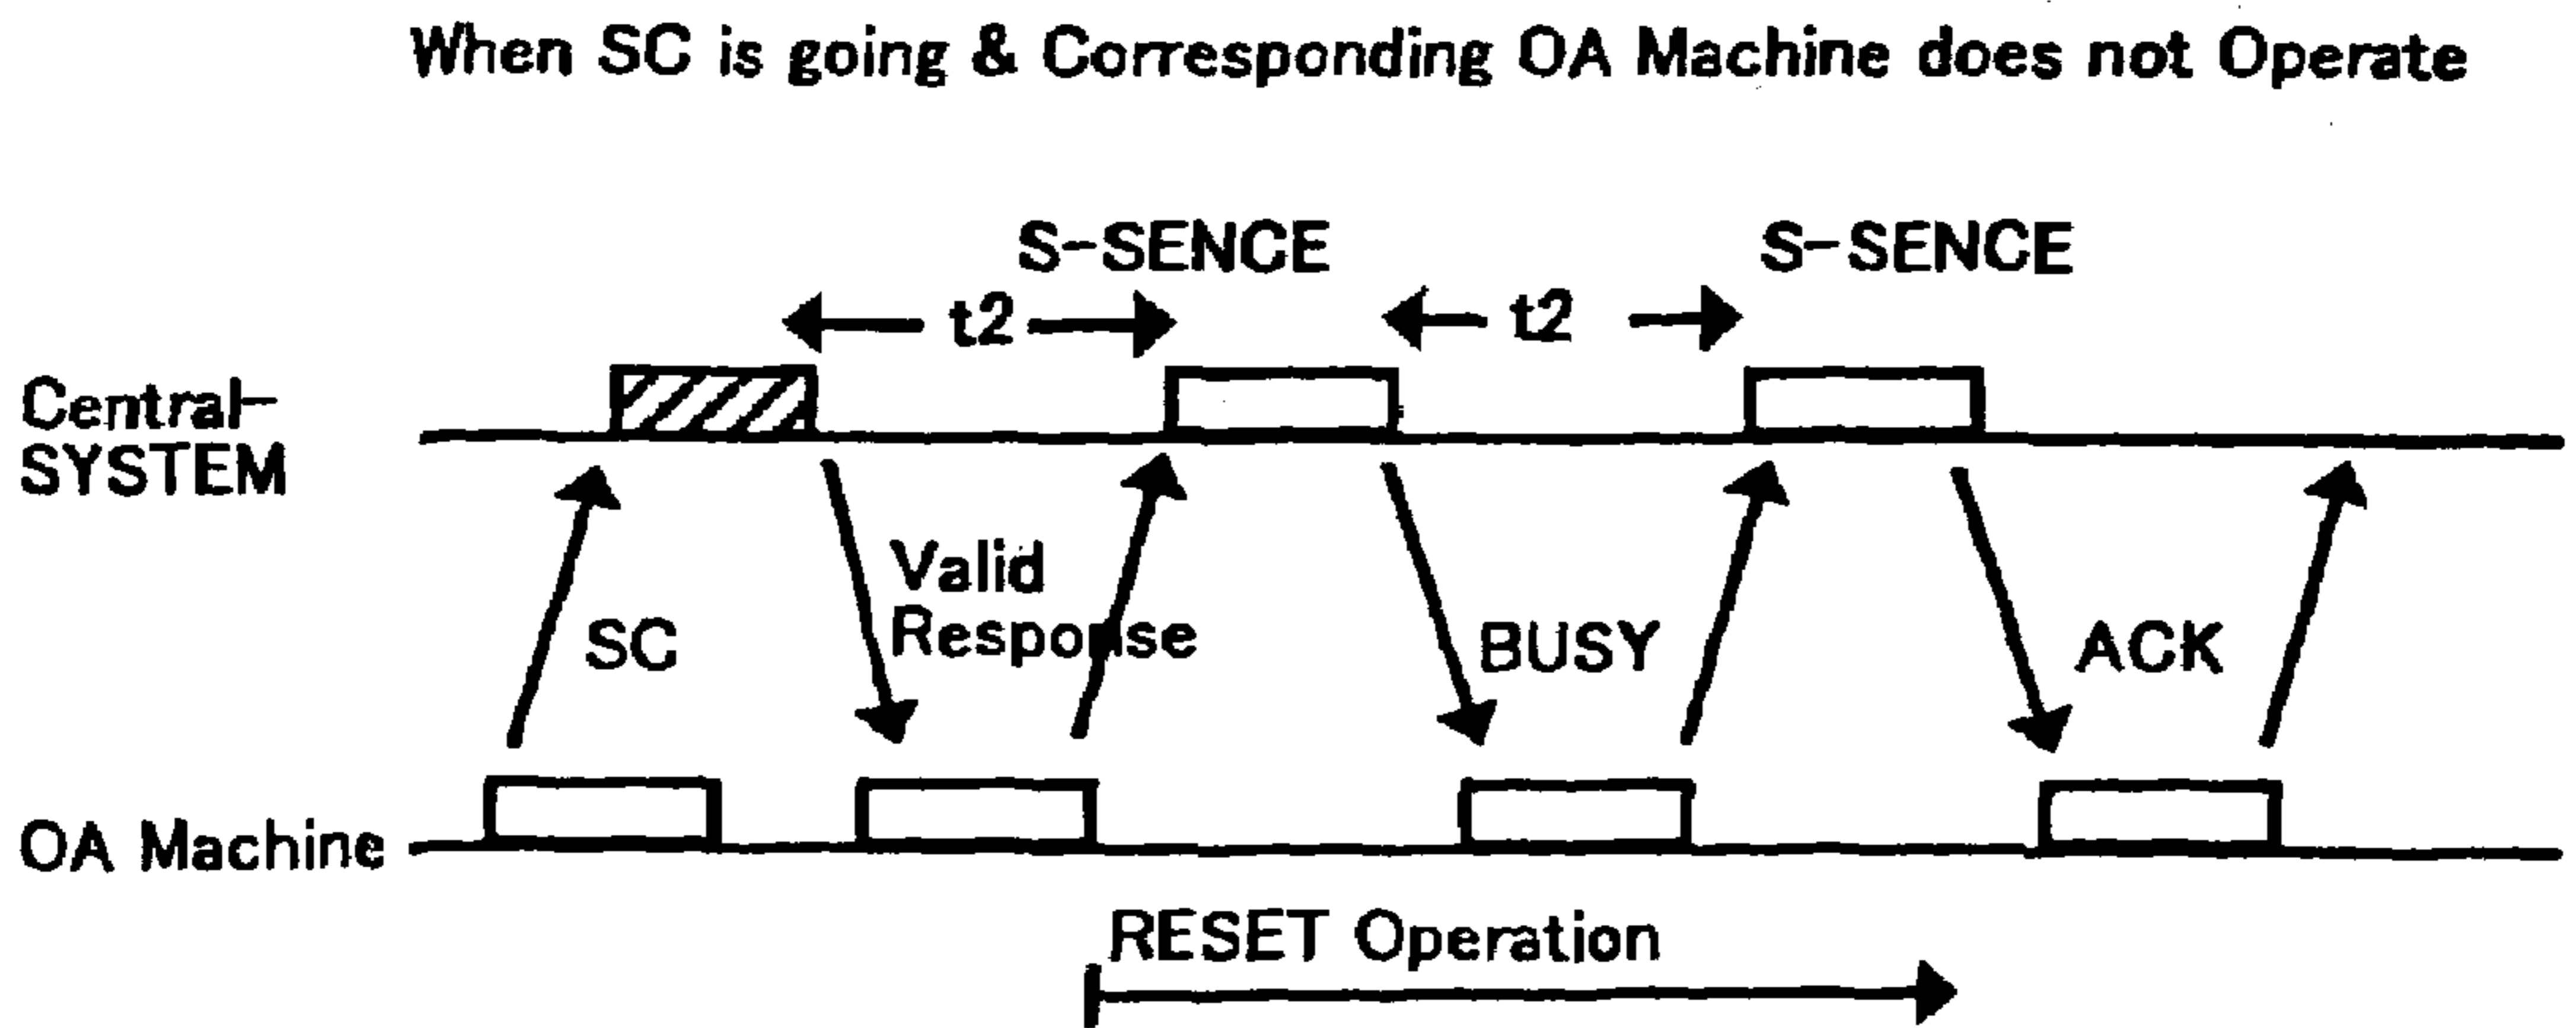 When SC is going & Corresponding OA Machine does not Operate
S-SENCE
S-SENCE
t2
t2
Central-
SYSTEM
Valid
Response
SC
BUSY
ACK
OA Machine
RESET Operation